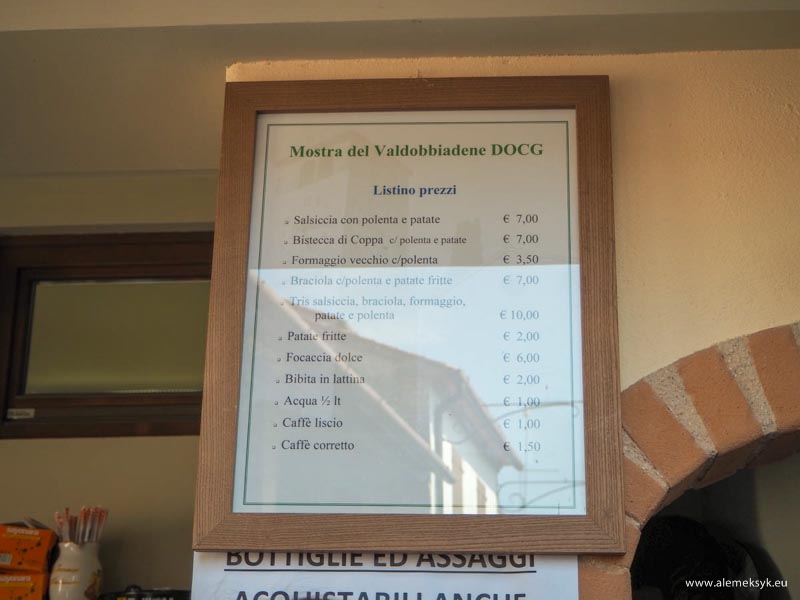 Mostra del Valdobbiadene DOCG
Listino prezzi
Salsiccia con polenta e patate € 7,00
Bistecca di Coppa c/ polenta e patate € 7,00
Formaggio vecchio c/polenta € 3,50
Braciola c/polenta e patate fritte € 7,00
Tris salsiccia, braciola, formaggio,
patate e polenta € 10,00
Patate fritte € 2,00
Focaccia dolce € 6,00
Bibita in lattina € 2,00
Acqua ½ lt € 1,00
Caffè liscio € 1,00
Caffè corretto € 1,50
BOTTIGLIE ED ASSAGGI
ACQUISTABILI ANCHE
www.alemeksyk.eu